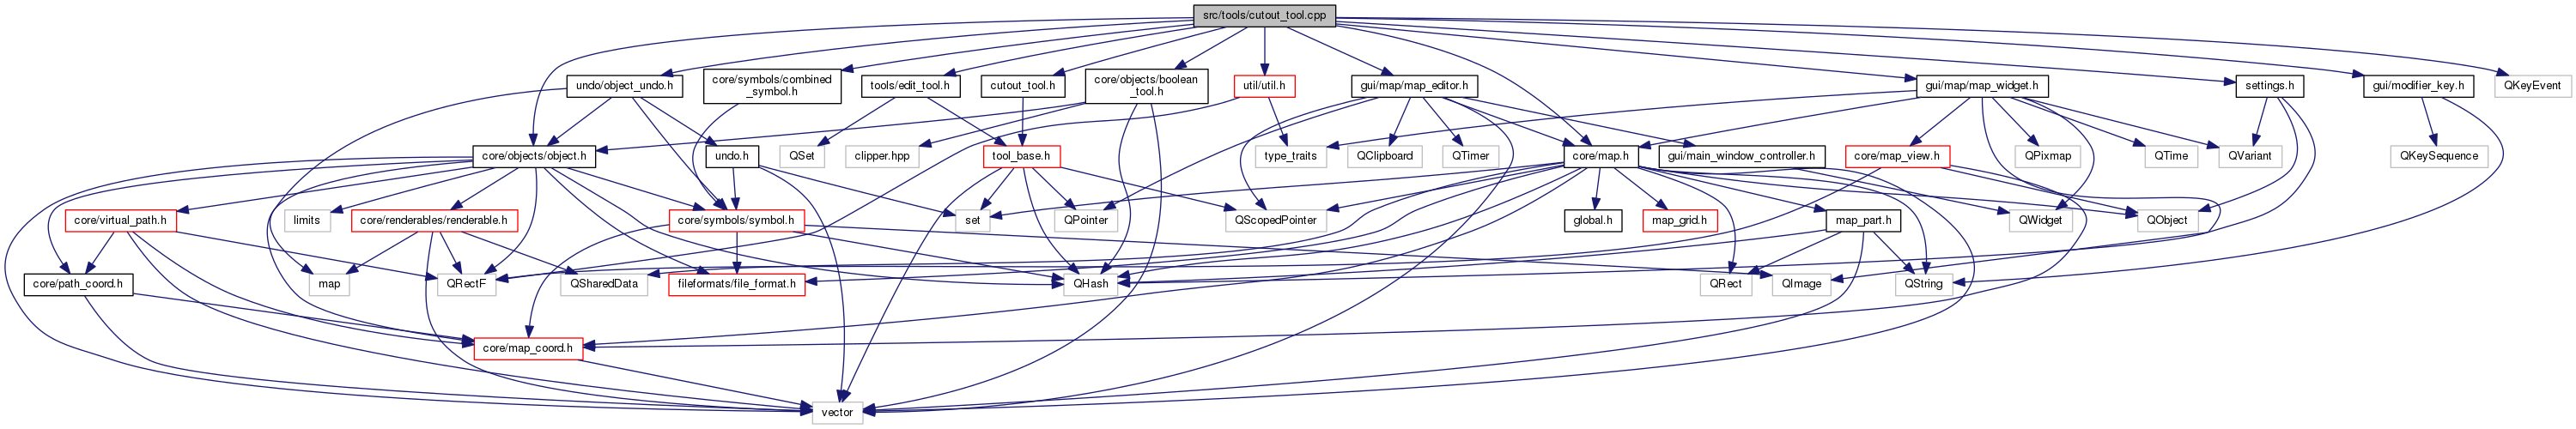 src/tools/cutout_tool.cpp
undo/object_undo.h
core/symbols/combined
_symbol.h
tools/edit_tool.h
cutout_tool.h
core/objects/boolean
_tool.h
util/util.h
gui/map/map_editor.h
gui/map/map_widget.h
settings.h
gui/modifier_key.h
QKeyEvent
core/objects/object.h
undo.h
QSet
clipper.hpp
tool_base.h
type_traits
QClipboard
QTimer
core/map.h
gui/main_window_controller.h
core/map_view.h
QPixmap
QTime
QVariant
QKeySequence
core/virtual_path.h
limits
core/renderables/renderable.h
core/symbols/symbol.h
set
QPointer
QScopedPointer
global.h
map_grid.h
map_part.h
QWidget
QObject
core/path_coord.h
map
QRectF
QSharedData
fileformats/file_format.h
QHash
QRect
QImage
QString
core/map_coord.h
vector